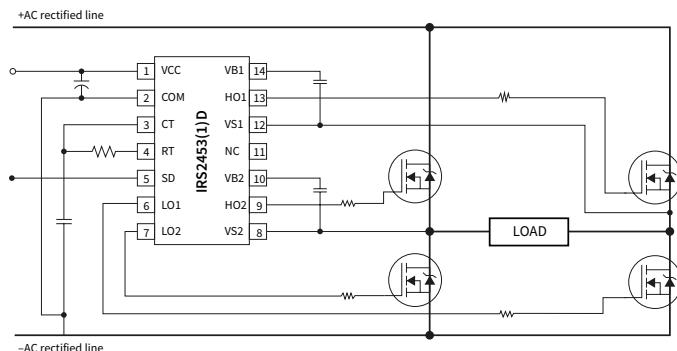 +AC rectified line
1 VCC VB1 14
2 COM HO1 13
3 CT VS1 12
4 RT NC 11
5 SD VB2 10
6 LO1 HO2 9
7 LO2 VS2 8
IRS2453(1)D
LOAD
–AC rectified line